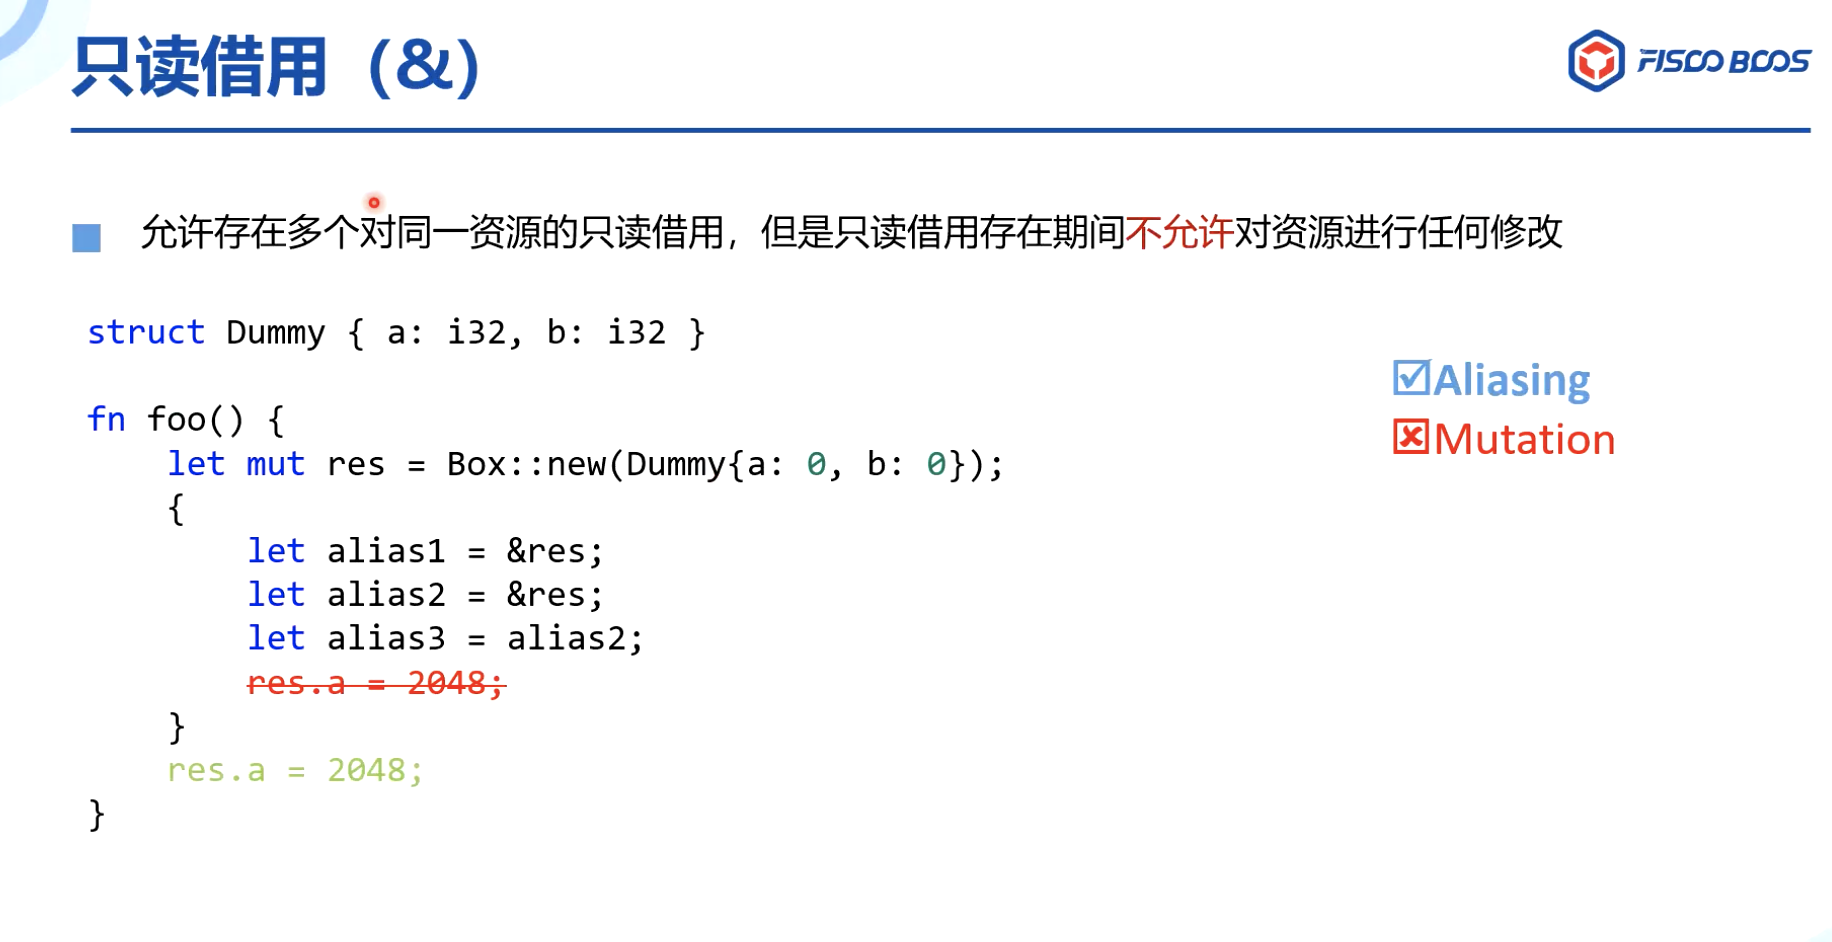 只读借用（&）
FISCO BCOS
允许存在多个对同一资源的只读借用，但是只读借用存在期间不允许对资源进行任何修改
struct Dummy { a: i32, b: i32 }
fn foo() {
    let mut res = Box::new(Dummy{a: 0, b: 0});
    {
        let alias1 = &res;
        let alias2 = &res;
        let alias3 = alias2;
        res.a = 2048;
    }
    res.a = 2048;
}
Aliasing
Mutation